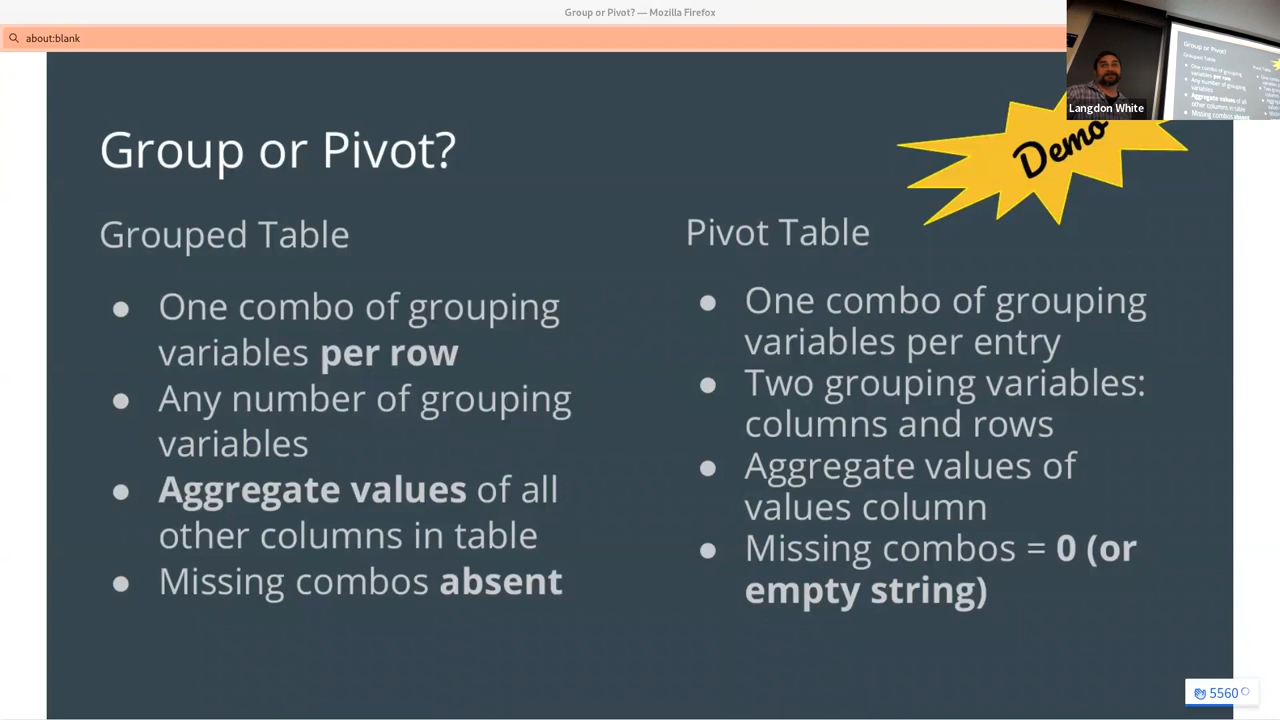 Group or Pivot? — Mozilla Firefox
about:blank
Langdon White
Group or Pivot?
Demo
Grouped Table
One combo of grouping
variables per row
Any number of grouping
variables
Aggregate values of all
other columns in table
Missing combos absent
Pivot Table
One combo of grouping
variables per entry
Two grouping variables:
columns and rows
Aggregate values of
values column
Missing combos = 0 (or
empty string)
5560